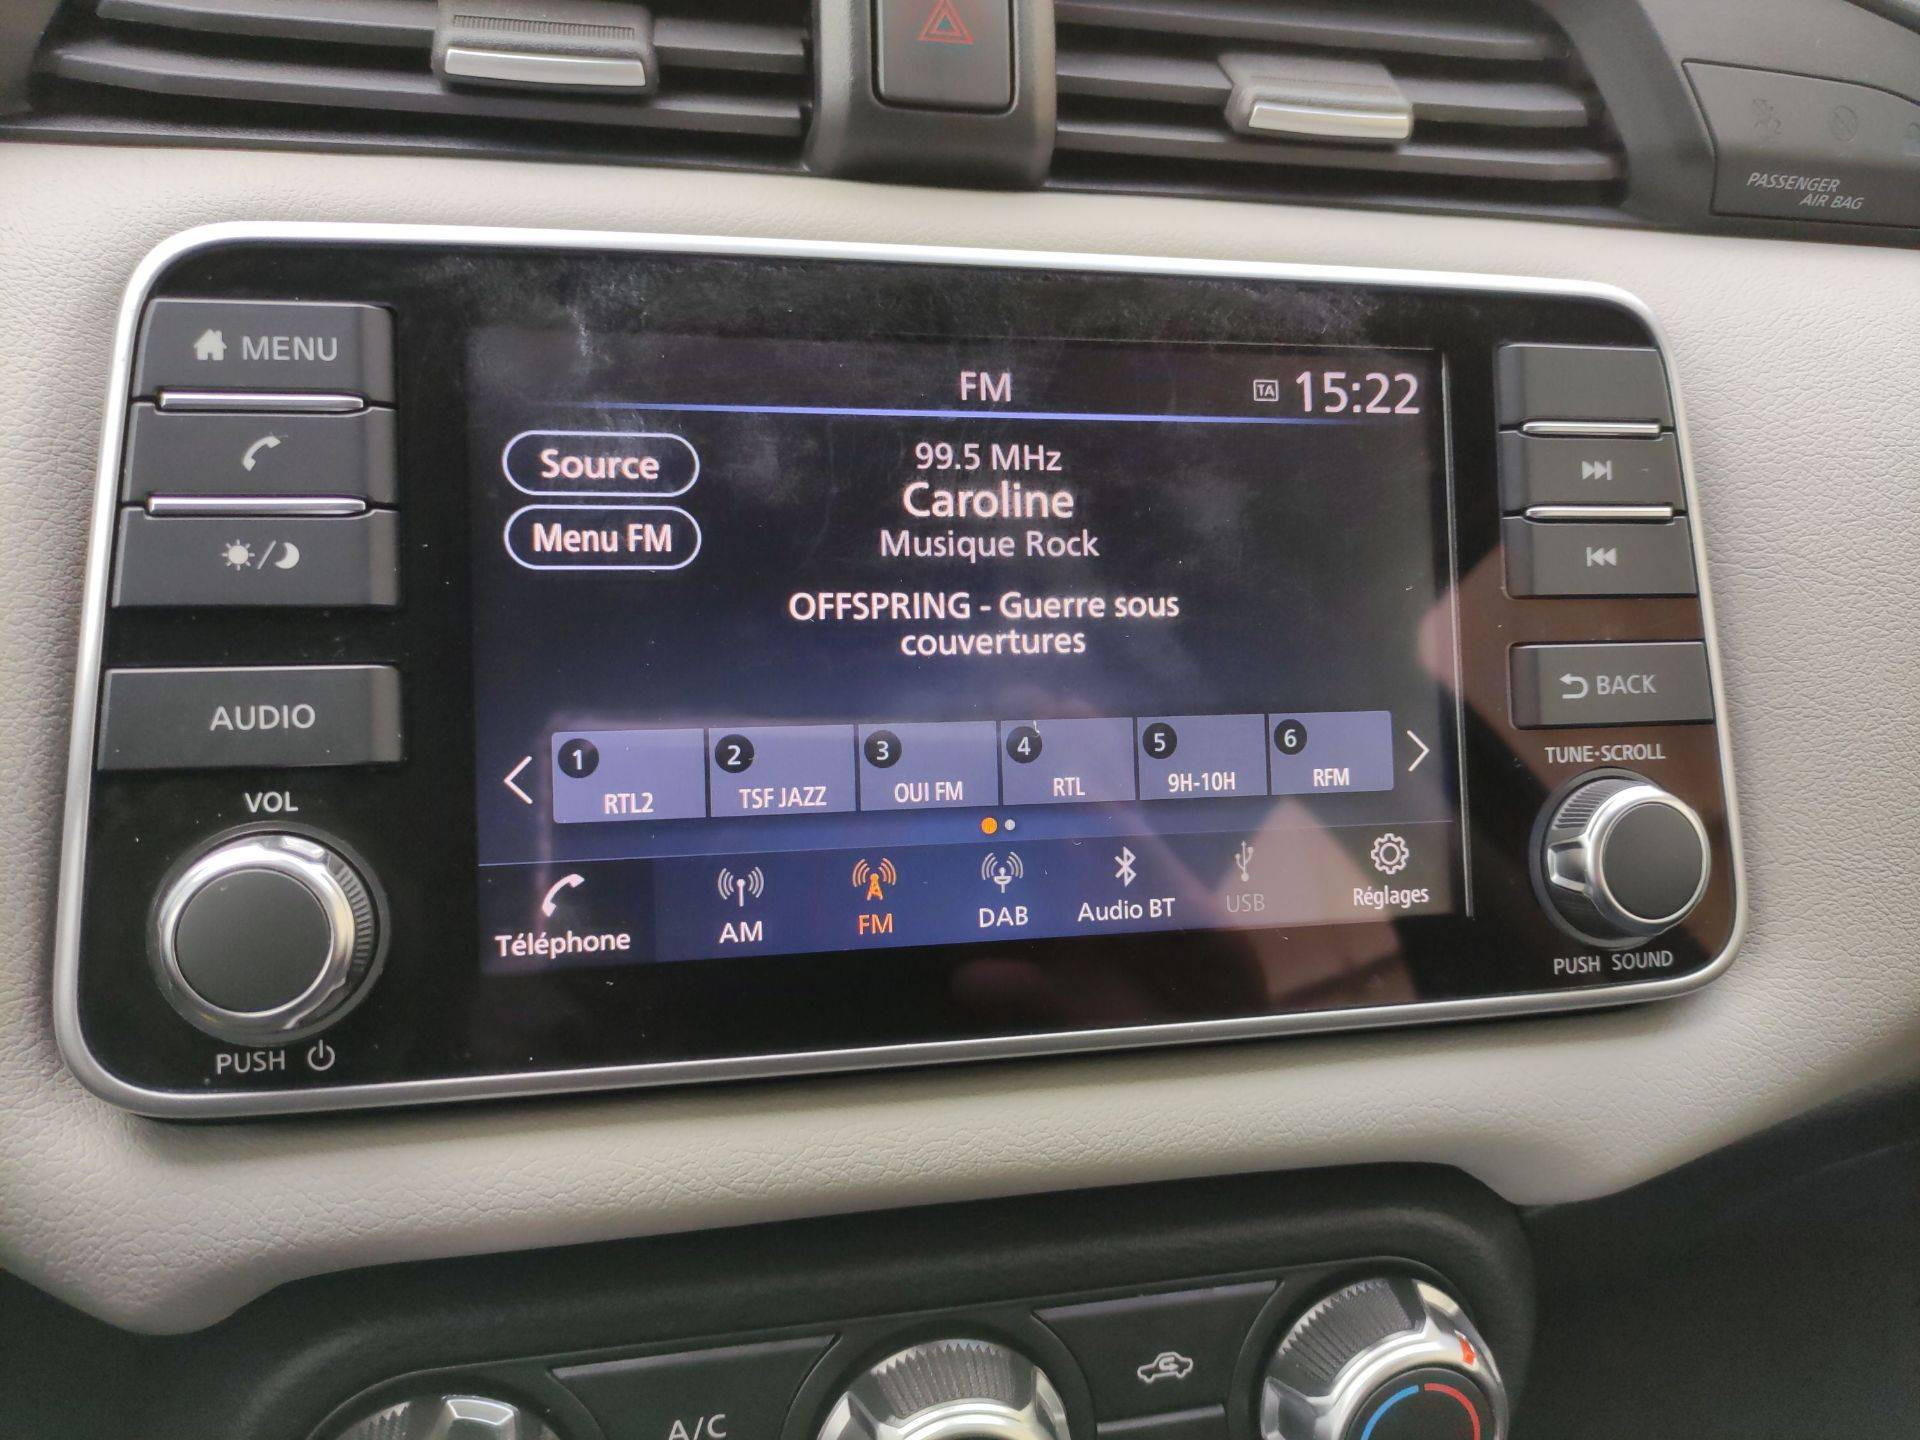 PASSENGER
AIR BAG
MENU
AUDIO
VOL
PUSH
FM
TA
15:22
Source
Menu FM
99.5 MHz
Caroline
Musique Rock
OFFSPRING - Guerre sous
couvertures
1
RTL2
2
TSF JAZZ
3
OUI FM
4
RTL
5
9H-10H
6
RFM
Téléphone
AM
FM
DAB
Audio BT
USB
Réglages
BACK
TUNE·SCROLL
PUSH SOUND
A/C